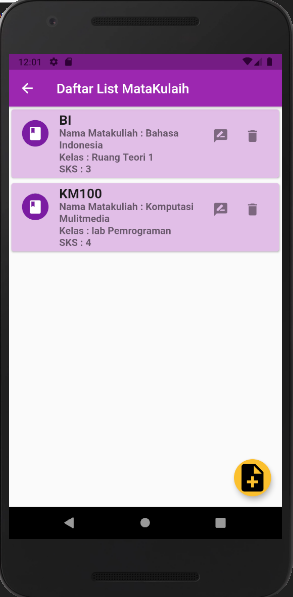 12:01
Daftar List MataKulaih
BI
Nama Matakuliah : Bahasa
Indonesia
Kelas : Ruang Teori 1
SKS : 3
KM100
Nama Matakuliah : Komputasi
Mulitmedia
Kelas : lab Pemrograman
SKS : 4